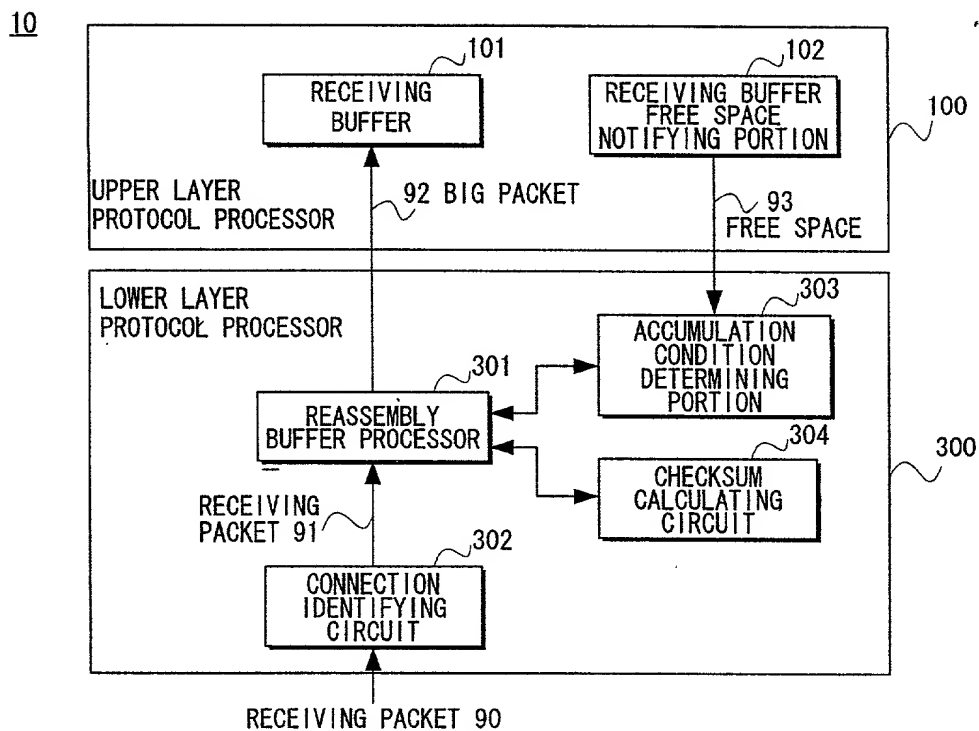 10
101
102
RECEIVING
BUFFER
RECEIVING BUFFER
FREE SPACE
NOTIFYING PORTION
100
UPPER LAYER
PROTOCOL PROCESSOR
92 BIG PACKET
93
FREE SPACE
LOWER LAYER
PROTOCOL PROCESSOR
303
ACCUMULATION
CONDITION
DETERMINING
PORTION
301
REASSEMBLY
BUFFER PROCESSOR
304
CHECKSUM
CALCULATING
CIRCUIT
300
RECEIVING
PACKET 91
302
CONNECTION
IDENTIFYING
CIRCUIT
RECEIVING PACKET 90